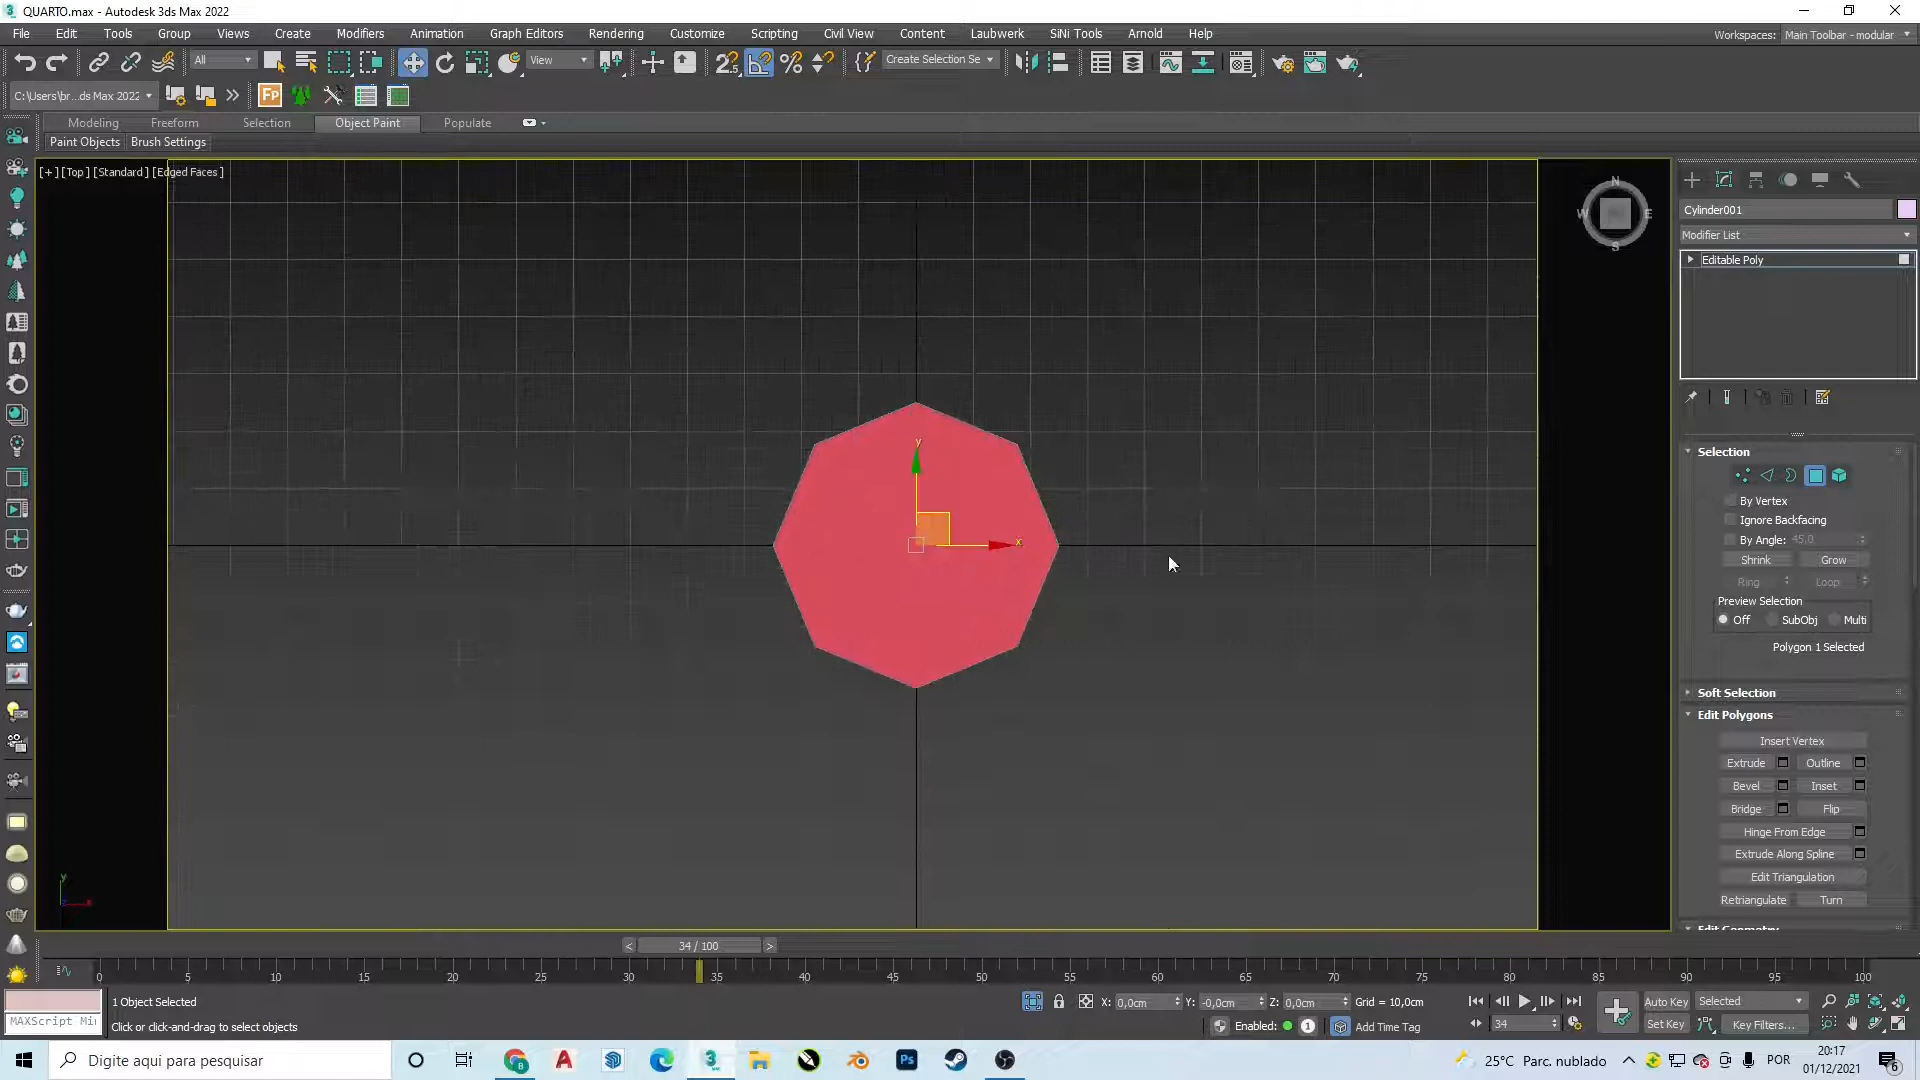 QUARTO.max - Autodesk 3ds Max 2022
File Edit Tools Group Views Create Modifiers Animation Graph Editors Rendering Customize Scripting Civil View Content Laubwerk SiNi Tools Arnold Help
Workspaces: Main Toolbar - modular
All View Create Selection Se
C:\Users\br...ds Max 2022
Fp
Modeling Freeform Selection Object Paint Populate
Paint Objects Brush Settings
[+] [Top] [Standard] [Edged Faces]
N
W E
S
Cylinder001
Modifier List
Editable Poly
Selection
By Vertex
Ignore Backfacing
By Angle: 45,0
Shrink Grow
Ring Loop
Preview Selection
Off SubObj Multi
Polygon 1 Selected
Soft Selection
Edit Polygons
Insert Vertex
Extrude Outline
Bevel Inset
Bridge Flip
Hinge From Edge
Extrude Along Spline
Edit Triangulation
Retriangulate Turn
Edit Geometry
y
x
y
< 34 / 100 >
0 5 10 15 20 25 30 35 40 45 50 55 60 65 70 75 80 85 90 95 100
1 Object Selected
X: 0,0cm Y: -0,0cm Z: 0,0cm Grid = 10,0cm
Auto Key Selected
MAXScript Mi
Click or click-and-drag to select objects
Enabled: 1 Add Time Tag
34
Set Key Key Filters...
Digite aqui para pesquisar
Ps
25°C Parc. nublado
POR
20:17
01/12/2021
6